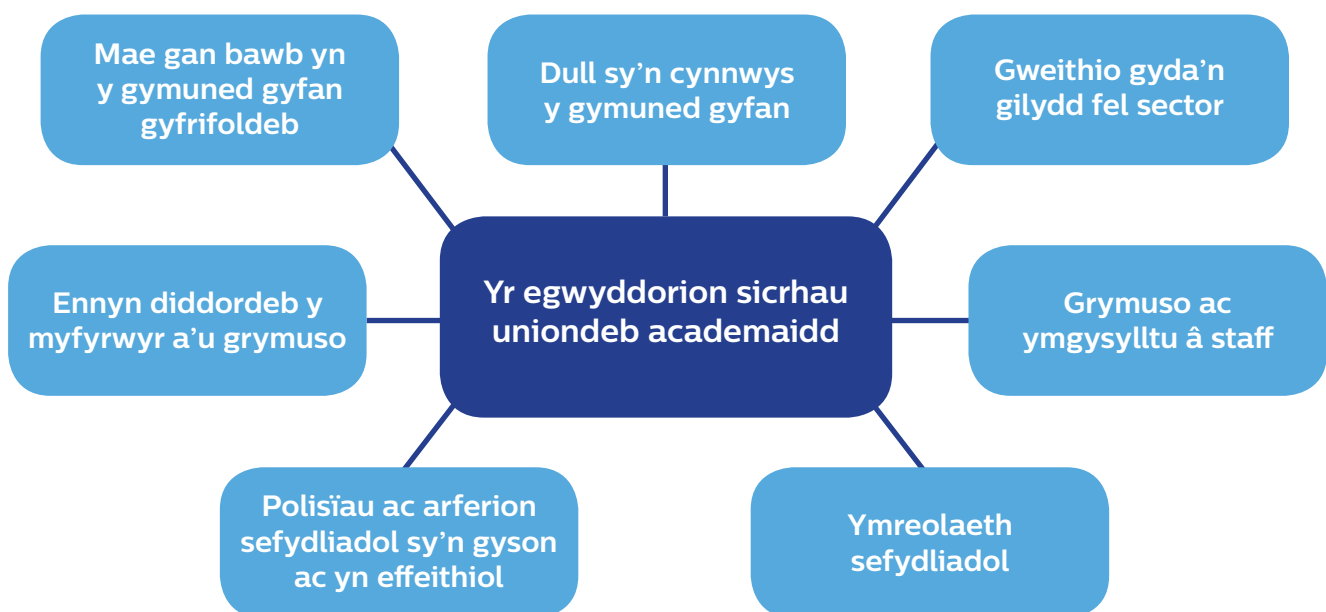 Mae gan bawb yn
y gymuned gyfan
gyfrifoldeb
Dull sy’n cynnwys
y gymuned gyfan
Gweithio gyda’n
gilydd fel sector
Ennyn diddordeb y
myfyrwyr a’u grymuso
Yr egwyddorion sicrhau
uniondeb academaidd
Grymuso ac
ymgysylltu â staff
Polisïau ac arferion
sefydliadol sy’n gyson
ac yn effeithiol
Ymreolaeth
sefydliadol